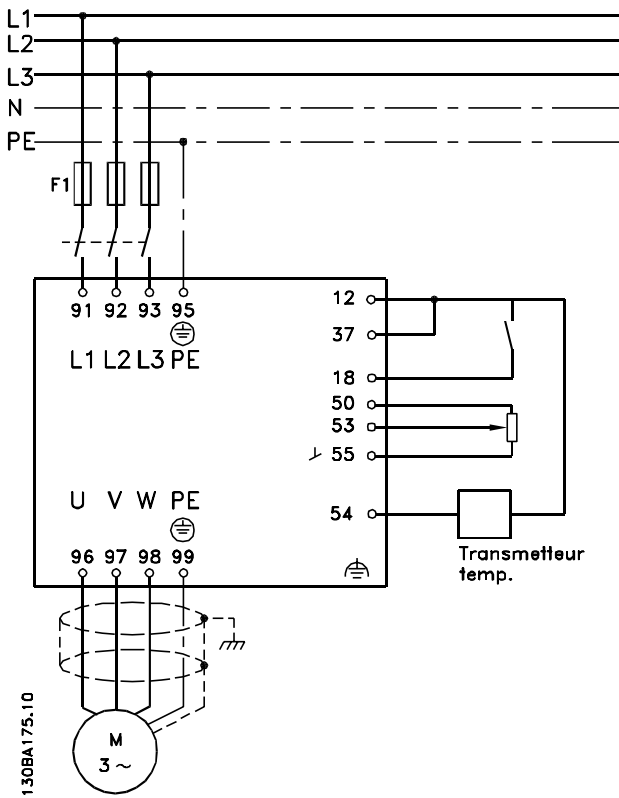 L1
L2
L3
N
PE
F1
91 92 93 95
L1 L2 L3 PE
12
37
18
50
53
55
54
U V W PE
96 97 98 99
Transmetteur
temp.
M
3 ~
130BA175.10